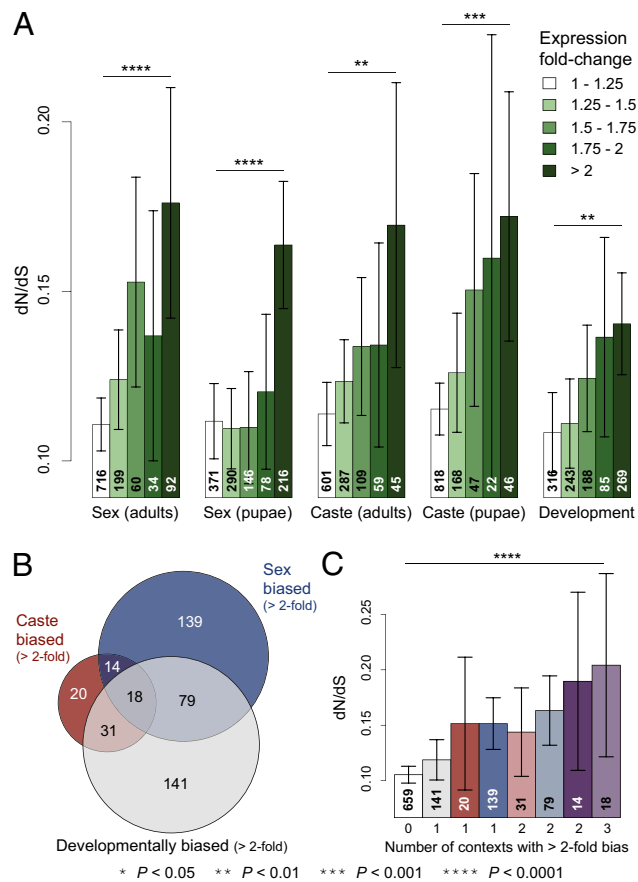 A
Expression
fold-change
1 - 1.25
1.25 - 1.5
1.5 - 1.75
1.75 - 2
> 2
****
****
**
***
**
dN/dS
0.20
0.15
0.10
716 199 60 34 92
371 290 146 78 216
601 287 109 59 45
818 168 47 22 46
316 243 188 85 269
Sex (adults) Sex (pupae) Caste (adults) Caste (pupae) Development
B
Sex
biased
(> 2-fold)
Caste
biased
(> 2-fold)
139
14
20
18
79
31
141
Developmentally biased (> 2-fold)
C
****
dN/dS
0.25
0.20
0.15
0.10
659 141 20 139 31 79 14 18
0 1 1 1 2 2 2 3
Number of contexts with > 2-fold bias
* P < 0.05 ** P < 0.01 *** P < 0.001 **** P < 0.0001